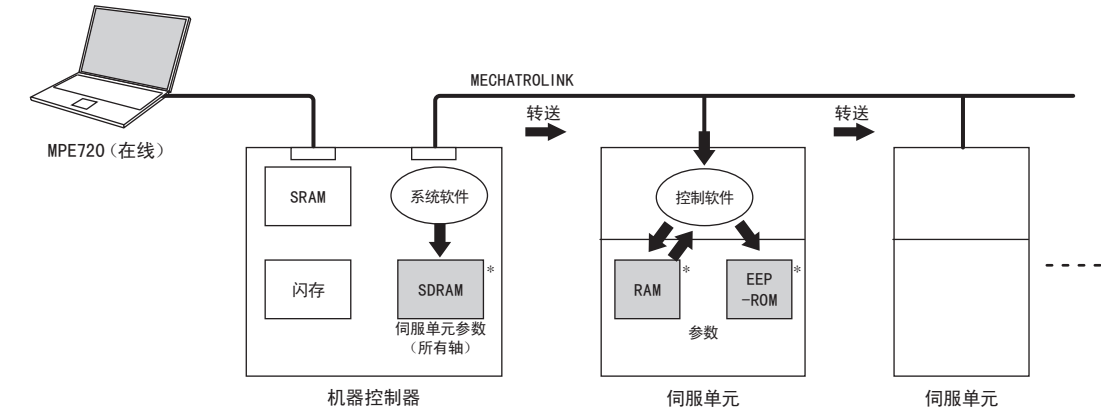 MECHATROLINK
转送
转送
MPE720（在线）
SRAM
系统软件
控制软件
闪存
SDRAM
*
RAM
*
EEP
-ROM
*
伺服单元参数
（所有轴）
参数
机器控制器
伺服单元
伺服单元